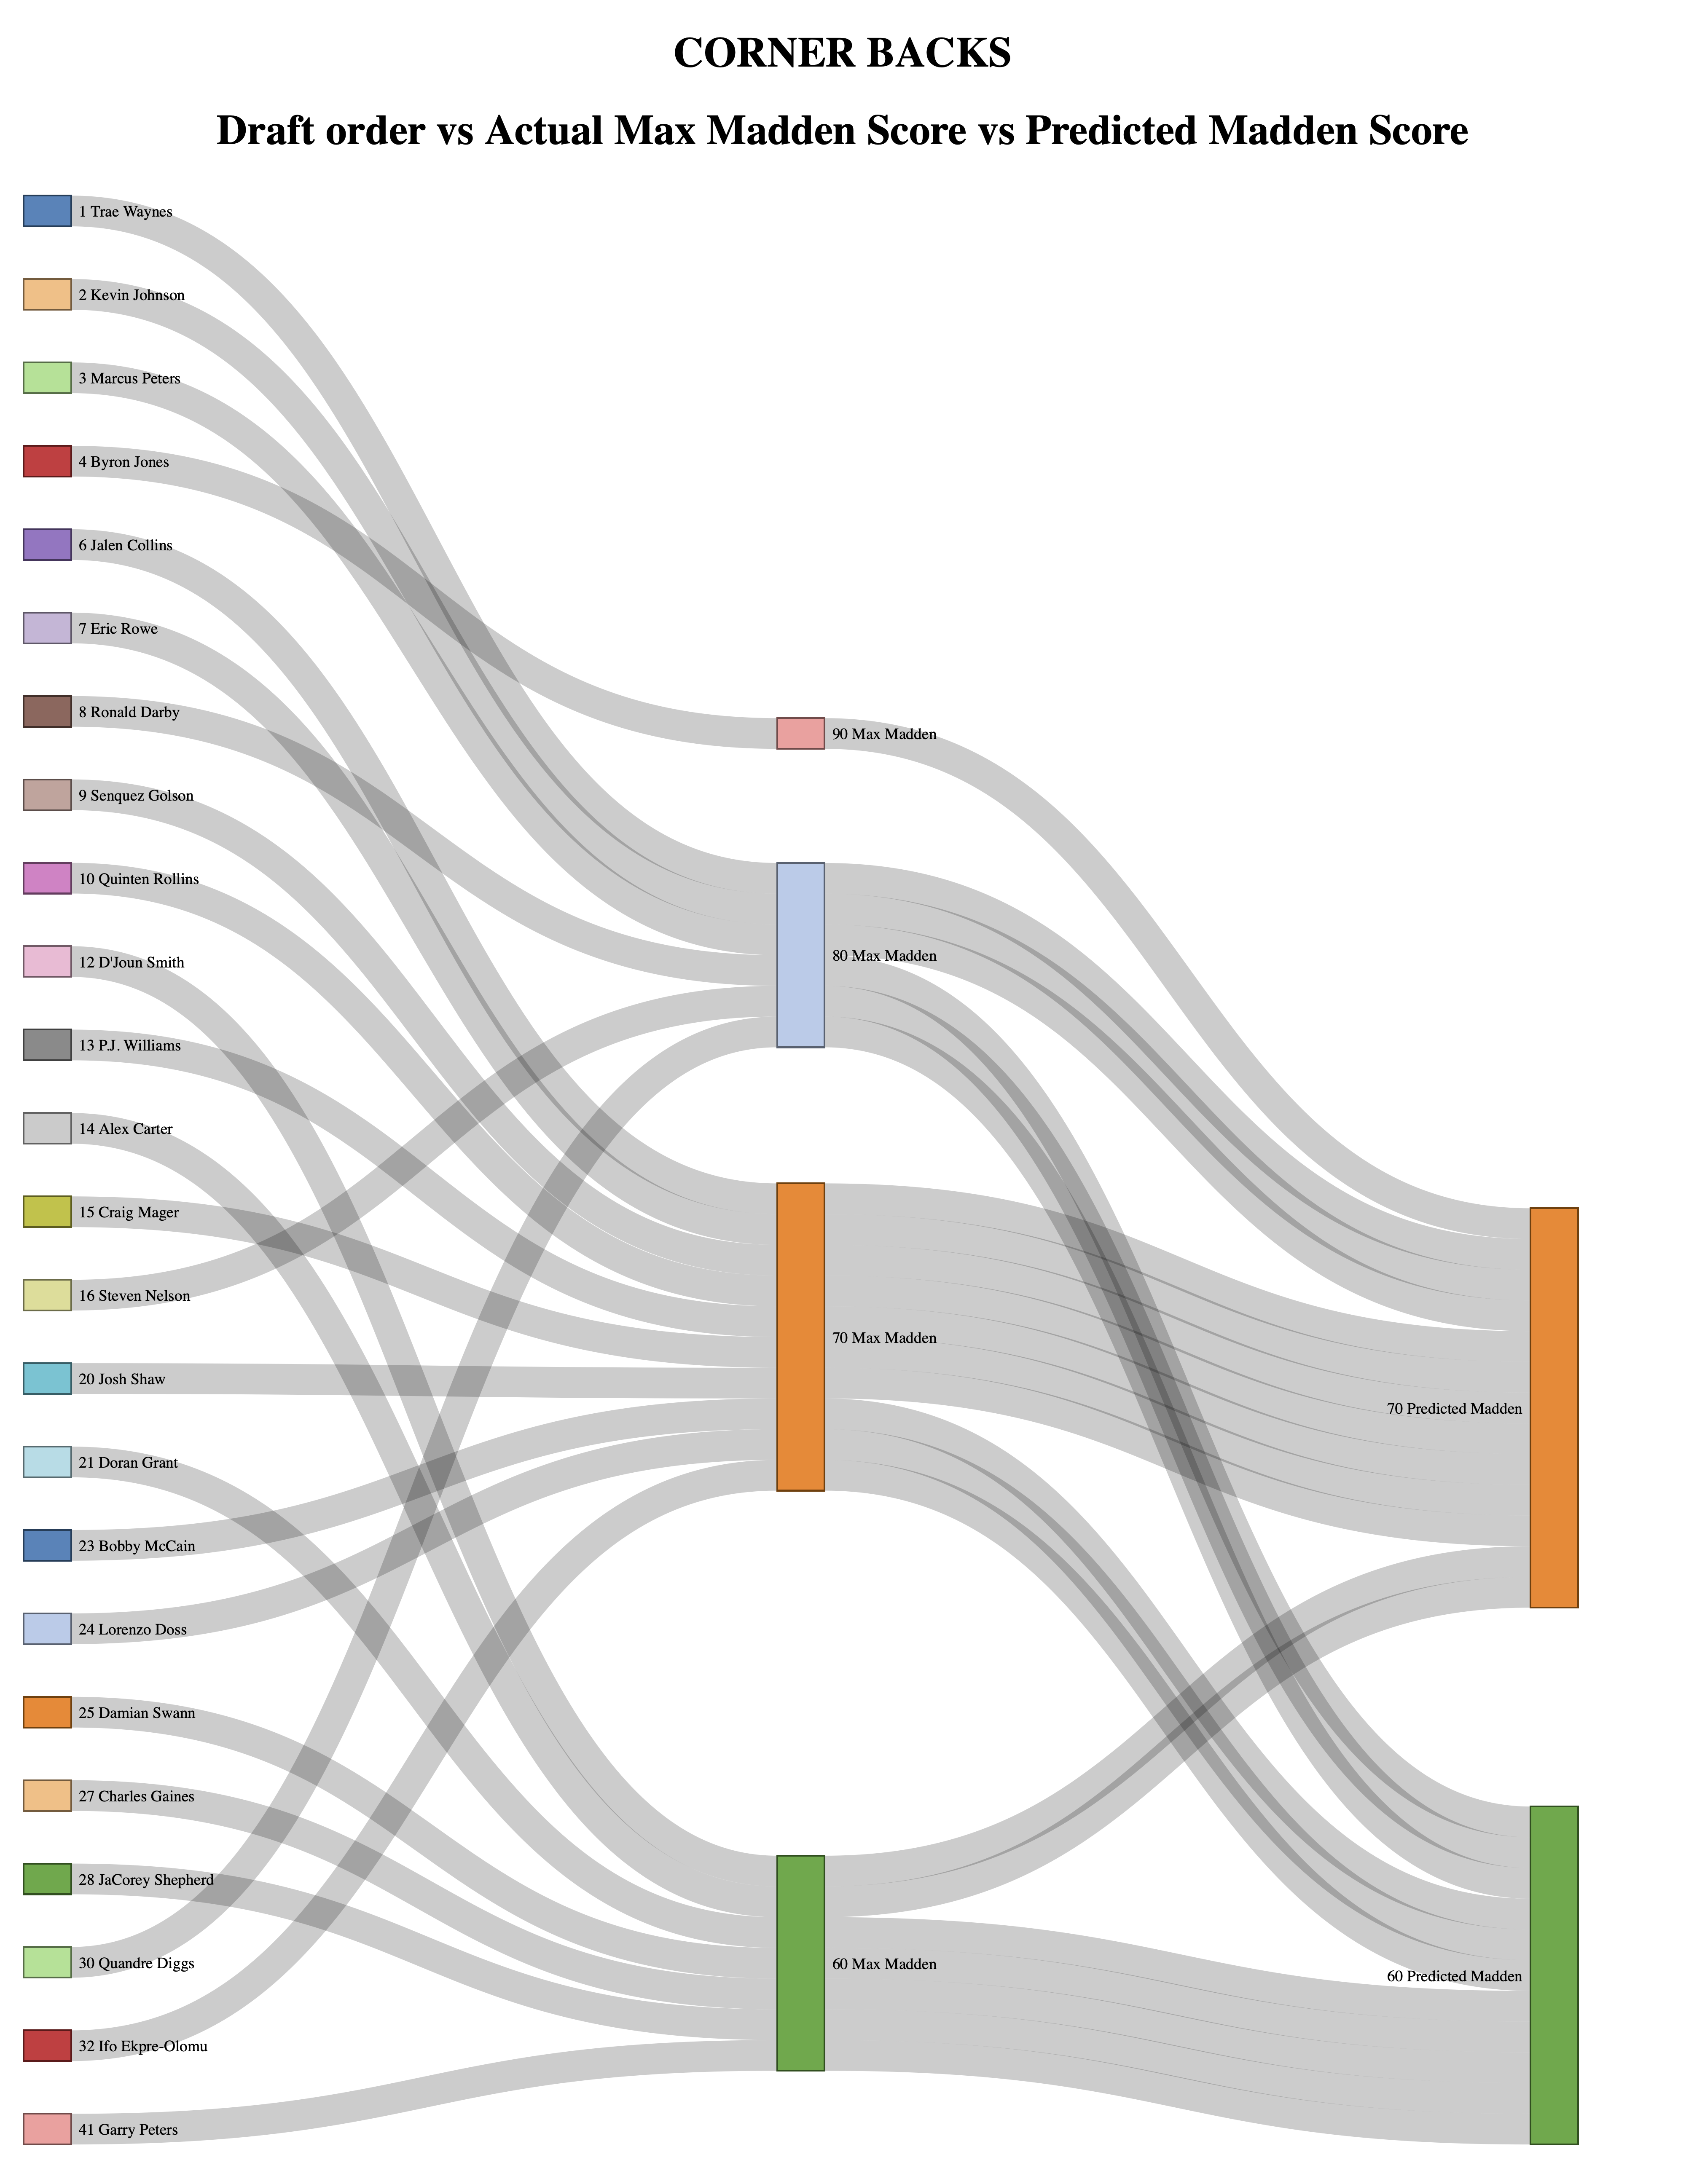 CORNER BACKS
Draft order vs Actual Max Madden Score vs Predicted Madden Score
1 Trae Waynes
2 Kevin Johnson
3 Marcus Peters
4 Byron Jones
6 Jalen Collins
7 Eric Rowe
8 Ronald Darby
9 Senquez Golson
10 Quinten Rollins
12 D'Joun Smith
13 P.J. Williams
14 Alex Carter
15 Craig Mager
16 Steven Nelson
20 Josh Shaw
21 Doran Grant
23 Bobby McCain
24 Lorenzo Doss
25 Damian Swann
27 Charles Gaines
28 JaCorey Shepherd
30 Quandre Diggs
32 Ifo Ekpre-Olomu
41 Garry Peters
90 Max Madden
80 Max Madden
70 Max Madden
60 Max Madden
70 Predicted Madden
60 Predicted Madden